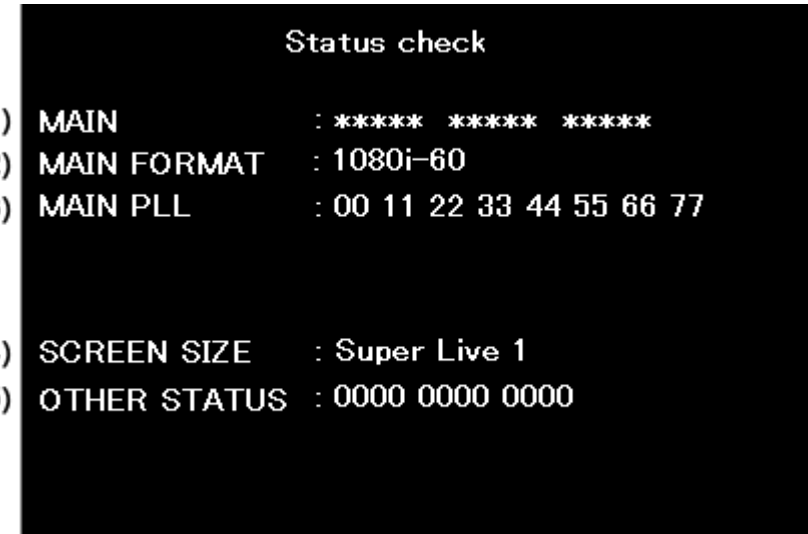 Status check
) MAIN : ***** ***** *****
) MAIN FORMAT : 1080i-60
) MAIN PLL : 00 11 22 33 44 55 66 77
) SCREEN SIZE : Super Live 1
) OTHER STATUS : 0000 0000 0000